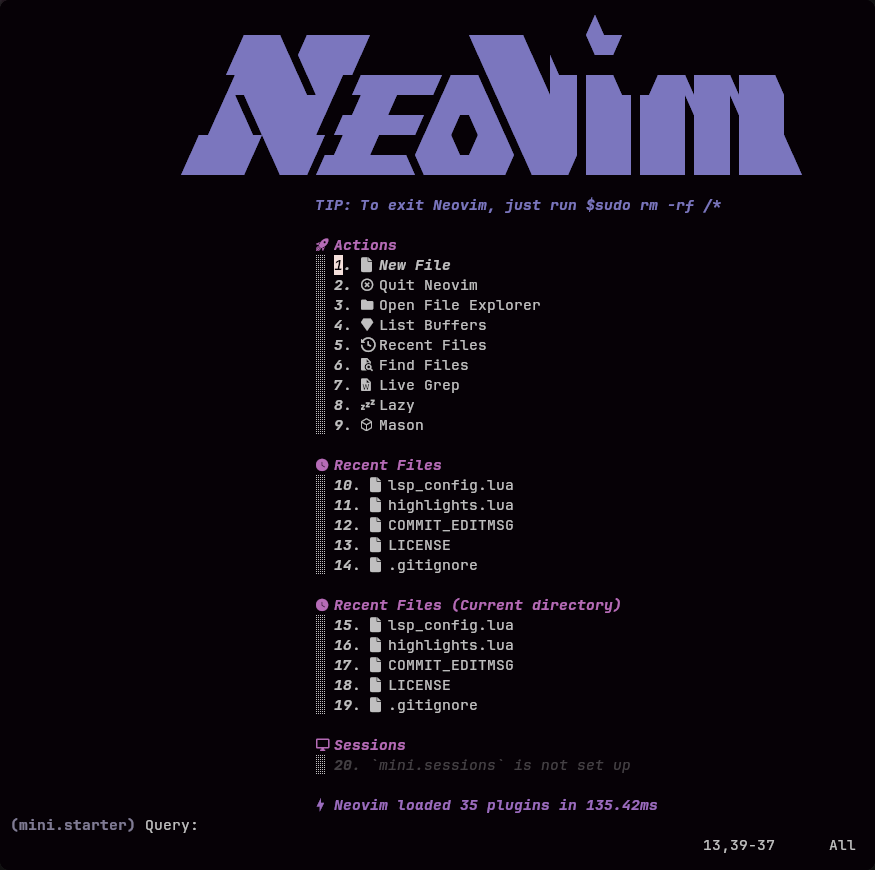 Neovim
TIP: To exit Neovim, just run $sudo rm -rf /*
Actions
1. New File
2. Quit Neovim
3. Open File Explorer
4. List Buffers
5. Recent Files
6. Find Files
7. Live Grep
8. Lazy
9. Mason
Recent Files
10. lsp_config.lua
11. highlights.lua
12. COMMIT_EDITMSG
13. LICENSE
14. .gitignore
Recent Files (Current directory)
15. lsp_config.lua
16. highlights.lua
17. COMMIT_EDITMSG
18. LICENSE
19. .gitignore
Sessions
20. `mini.sessions` is not set up
Neovim loaded 35 plugins in 135.42ms
(mini.starter) Query:
13,39-37 All